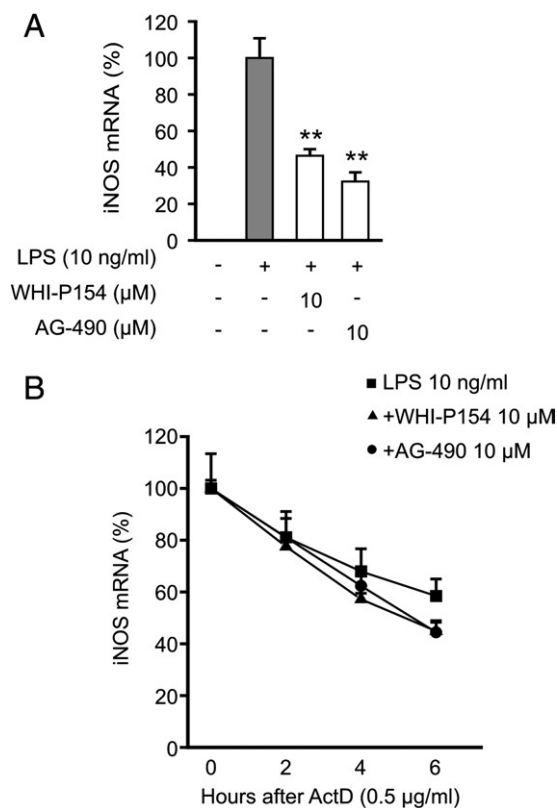 A
iNOS mRNA (%)
120
100
80
60
40
20
0
**
**
LPS (10 ng/ml) - + + +
WHI-P154 (µM) - - 10 -
AG-490 (µM) - - - 10
B
■ LPS 10 ng/ml
▲ +WHI-P154 10 µM
● +AG-490 10 µM
iNOS mRNA (%)
120
100
80
60
40
20
0
0 2 4 6
Hours after ActD (0.5 µg/ml)